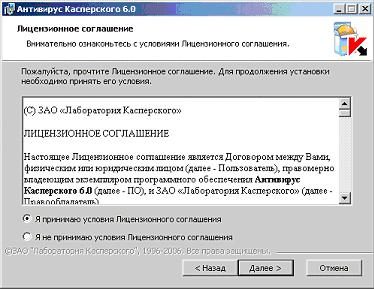 Антивирус Касперского 6.0
Лицензионное соглашение
Внимательно ознакомьтесь с условиями Лицензионного соглашения.
Пожалуйста, прочтите Лицензионное соглашение. Для продолжения установки
необходимо принять его условия.
(С) ЗАО «Лаборатория Касперского»
ЛИЦЕНЗИОННОЕ СОГЛАШЕНИЕ
Настоящее Лицензионное соглашение является Договором между Вами,
физическим или юридическим лицом (далее - Пользователь), правомерно
владеющим экземпляром программного обеспечения Антивирус
Касперского 6.0 (далее - ПО), и ЗАО «Лаборатория Касперского» (далее -
Правообладатель)
Я принимаю условия Лицензионного соглашения
Я не принимаю условия Лицензионного соглашения
©ЗАО "Лаборатория Касперского", 1996-2006. Все права защищены.
< Назад
Далее >
Отмена